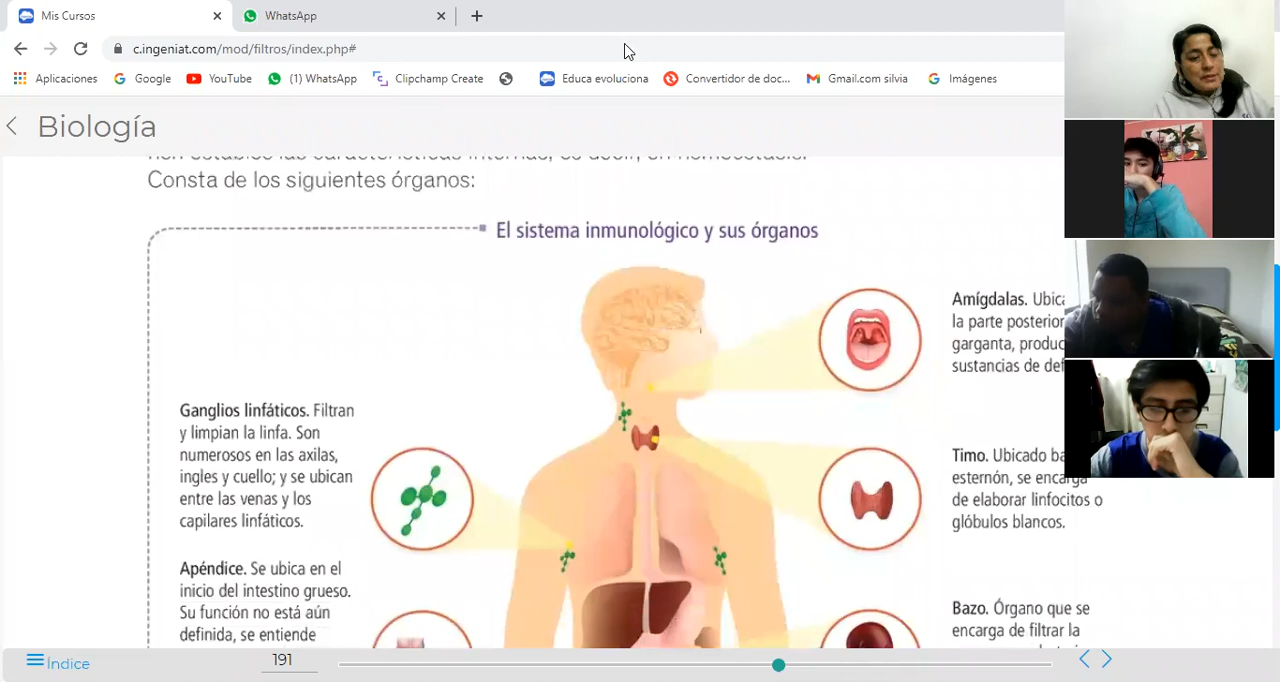 Mis Cursos
WhatsApp
c.ingeniat.com/mod/filtros/index.php#
Aplicaciones
Google
YouTube
(1) WhatsApp
Clipchamp Create
Educa evoluciona
Convertidor de doc...
Gmail.com silvia
Imágenes
Biología
Consta de los siguientes órganos:
El sistema inmunológico y sus órganos
Amígdalas. Ubica
la parte posterior
garganta, produc
sustancias de def
Ganglios linfáticos. Filtran
y limpian la linfa. Son
numerosos en las axilas,
ingles y cuello; y se ubican
entre las venas y los
capilares linfáticos.
Timo. Ubicado ba
esternón, se encarga
de elaborar linfocitos o
glóbulos blancos.
Apéndice. Se ubica en el
inicio del intestino grueso.
Su función no está aún
definida, se entiende
Bazo. Órgano que se
encarga de filtrar la
Índice
191